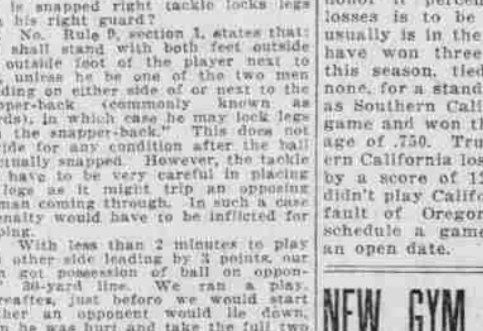 is snapped right tackle locks legs
his right guard?
No. Rule 9, section 1, states that:
shall stand with both feet outside
outside foot of the player next to
unless he be one of the two men
ding on either side of or next to the
pper-back (commonly known as
rds), in which case he may lock legs
the snapper-back." This does not
ide for any condition after the ball
ctually snapped. However, the tackle
have to be very careful in placing
legs as it might trip an opposing
man coming through. In such a case
enalty would have to be inflicted for
ping.
With less than 2 minutes to play
other side leading by 3 points, our
got possession of ball on oppon-
30-yard line. We ran a play.
reafter, just before we would start
ther an opponent would lie down,
he was hurt and take the full two
losses is to be
usually is in the
have won three
this season, tied
none, for a stand
as Southern Cali
game and won th
age of .750. Tru
ern California los
by a score of 12
didn't play Califo
fault of Oregon
schedule a game
an open date.
NEW GYM